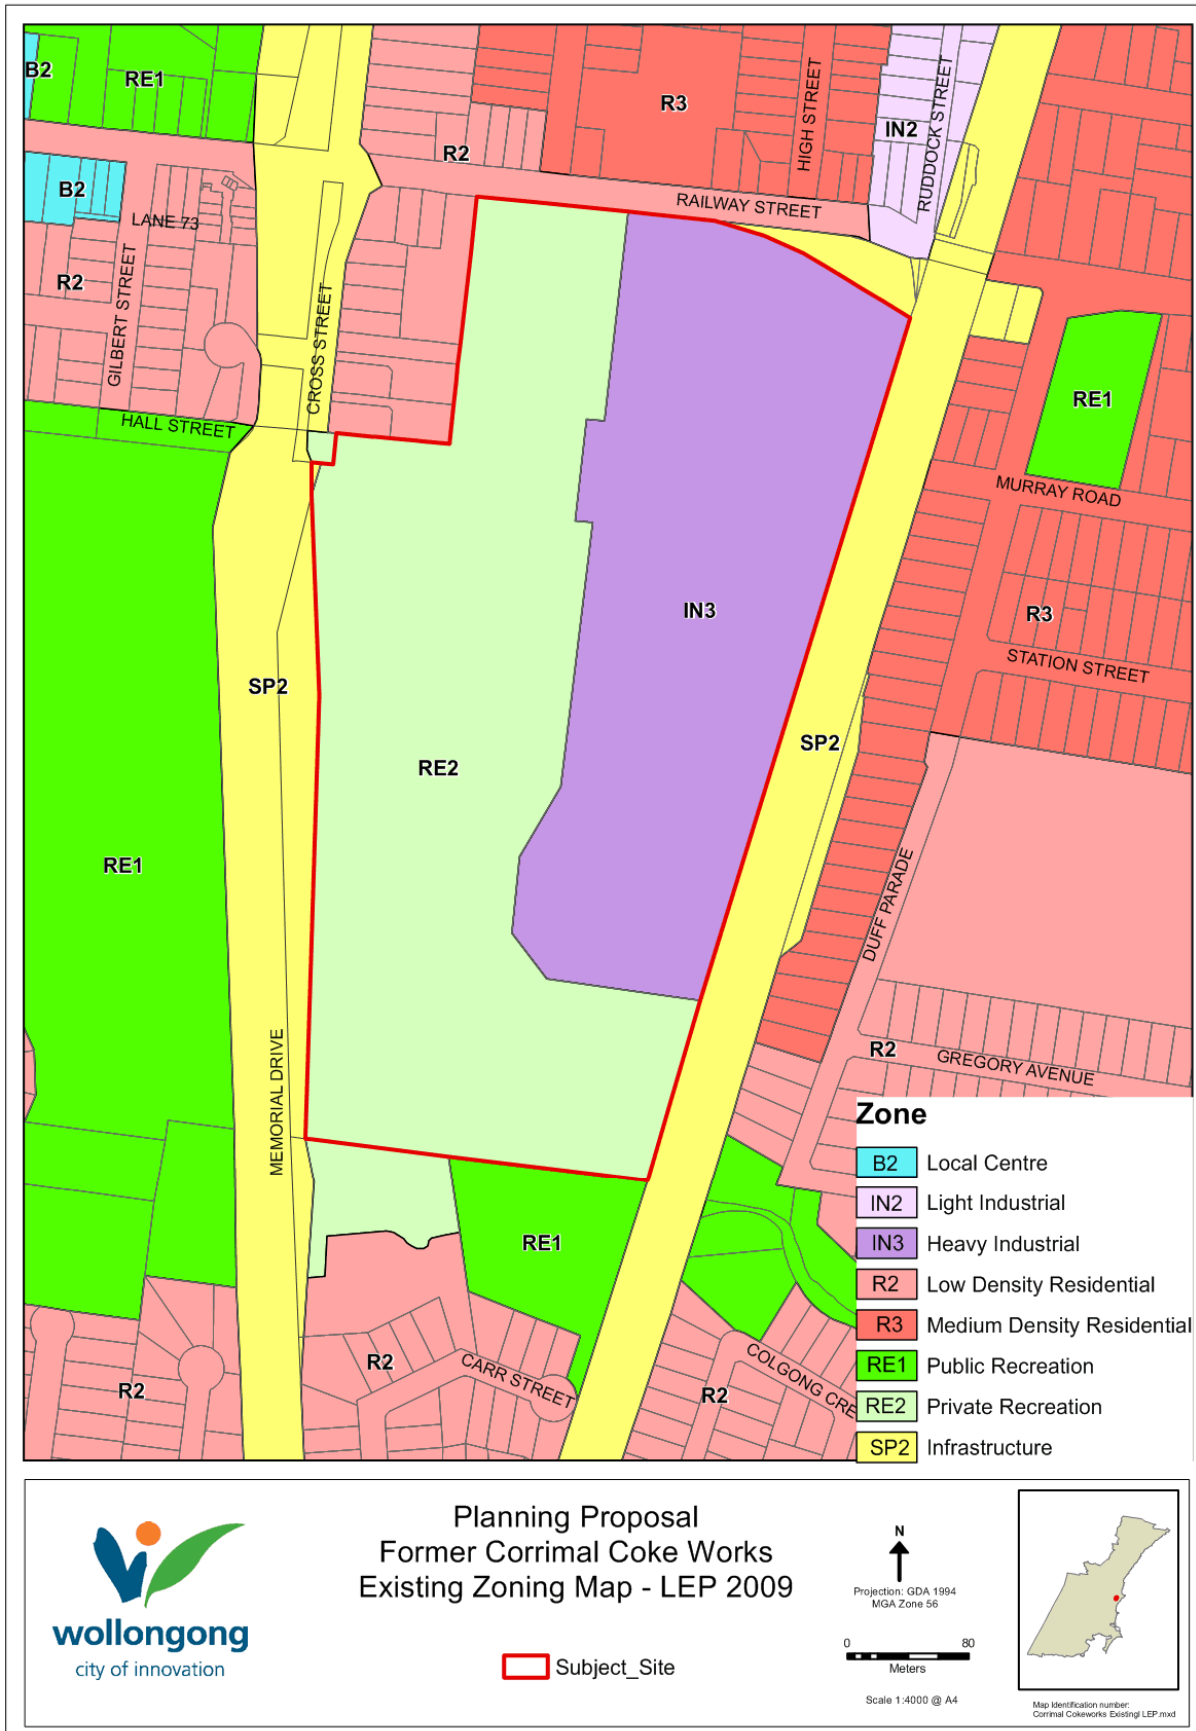 B2
RE1
R3
HIGH STREET
IN2
RUDDOCK STREET
R2
B2
LANE 73
RAILWAY STREET
R2
GILBERT STREET
CROSS STREET
HALL STREET
RE1
MURRAY ROAD
IN3
R3
STATION STREET
SP2
SP2
RE2
RE1
DUFF PARADE
MEMORIAL DRIVE
R2
GREGORY AVENUE
RE1
R2
CARR STREET
R2
COLGONG CRE
R2
Zone
B2 Local Centre
IN2 Light Industrial
IN3 Heavy Industrial
R2 Low Density Residential
R3 Medium Density Residential
RE1 Public Recreation
RE2 Private Recreation
SP2 Infrastructure
wollongong
city of innovation
Planning Proposal
Former Corrimal Coke Works
Existing Zoning Map - LEP 2009
Subject_Site
N
Projection: GDA 1994
MGA Zone 56
0 80
Meters
Scale 1:4000 @ A4
Map Identification number:
Corrimal Cokeworks Existingl LEP.mxd